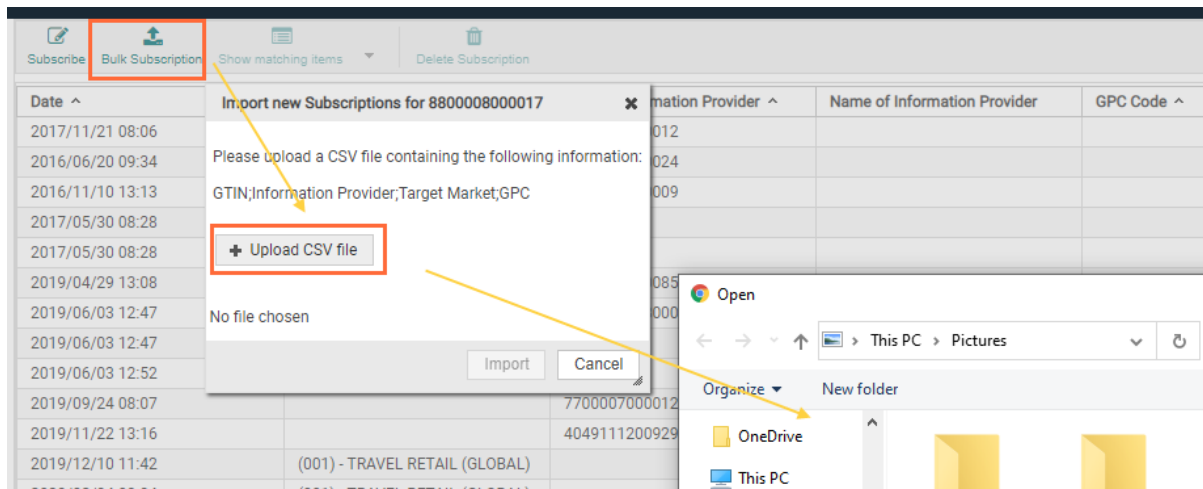 Subscribe Bulk Subscription Show matching items Delete Subscription
Date Import new Subscriptions for 8800008000017 mation Provider Name of Information Provider GPC Code
2017/11/21 08:06 012
Please upload a CSV file containing the following information:
2016/06/20 09:34 024
GTIN;Information Provider;Target Market;GPC
2016/11/10 13:13 009
2017/05/30 08:28
Upload CSV file
2017/05/30 08:28
2019/04/29 13:08 085
Open
No file chosen
2019/06/03 12:47 000
This PC > Pictures
2019/06/03 12:47
Import Cancel
2019/06/03 12:52
Organize New folder
2019/09/24 08:07 7700007000012
2019/11/22 13:16 4049111200929
OneDrive
2019/12/10 11:42 (001) - TRAVEL RETAIL (GLOBAL)
This PC